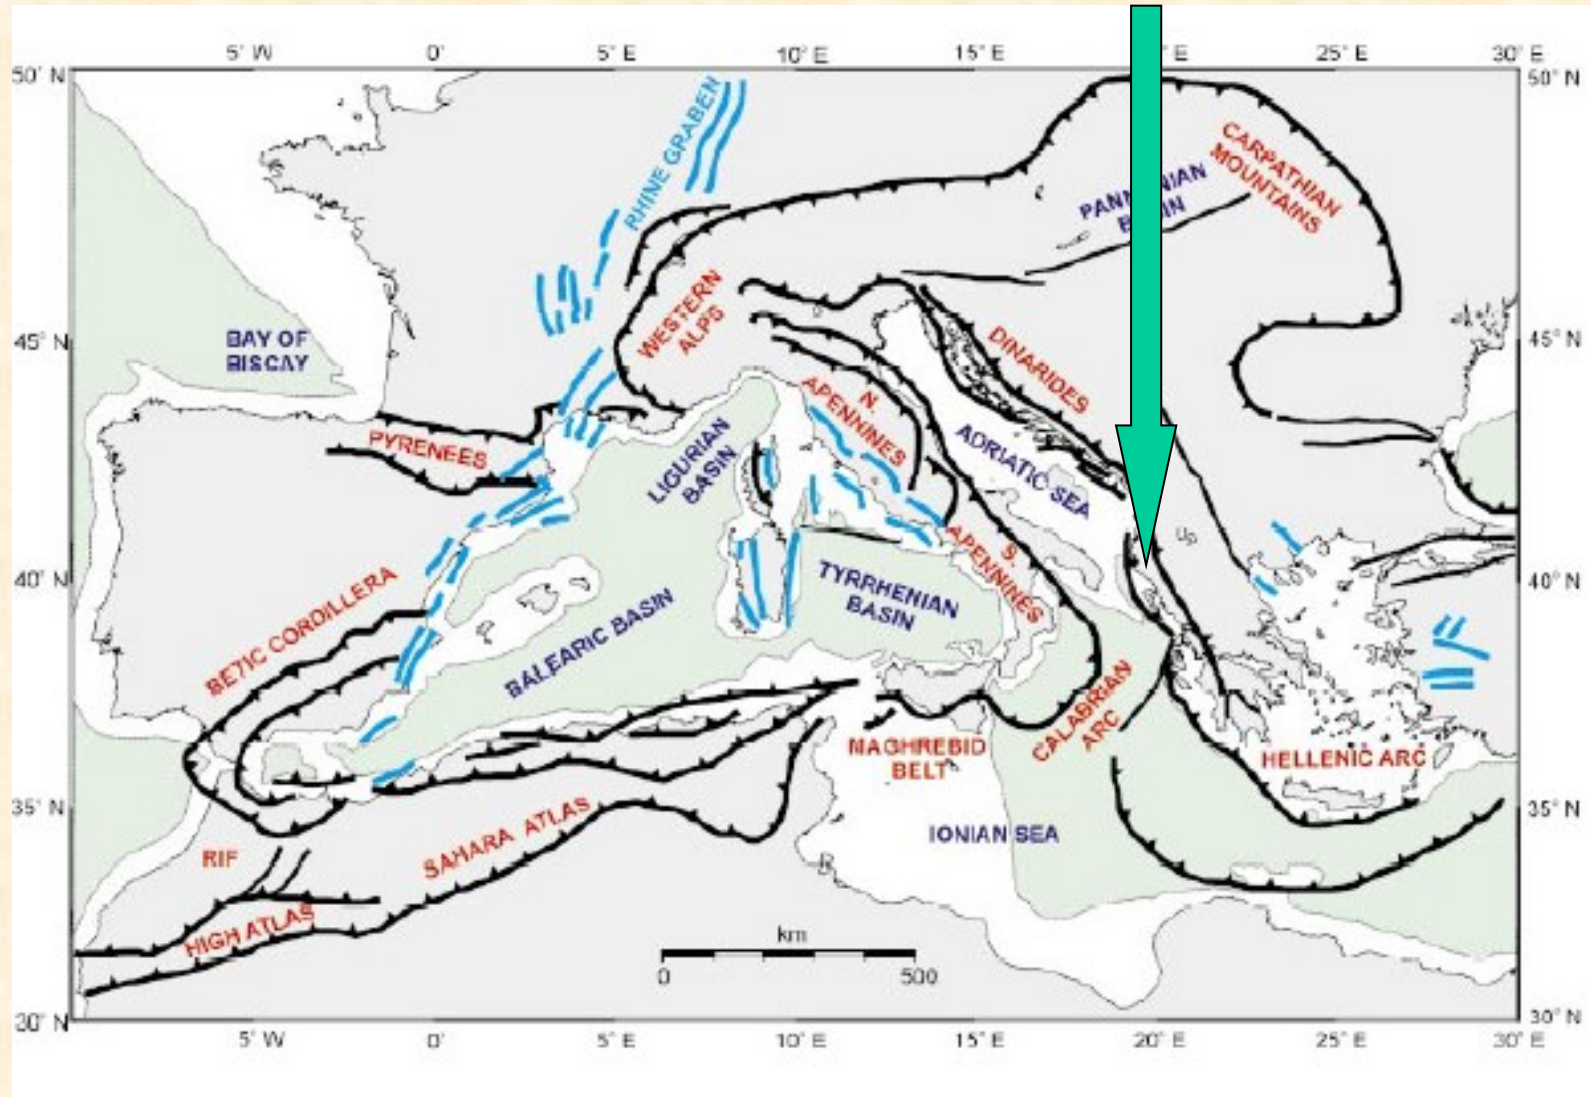 5° W 0° 5° E 10° E 15° E E 25° E 30° E
50° N 50° N
RHINE GRABEN
CARPATHIAN
MOUNTAINS
PANN NIAN
B IN
WESTERN
ALPS
BAY OF
BISCAY
45° N 45° N
DINARIDES
N.
APENNINES
PYRENEES
LIGURIAN
BASIN
ADRIATIC SEA
S.
APENNINES
40° N 40° N
TYRRHENIAN
BASIN
BETIC CORDILLERA
BALEARIC BASIN
CALABRIAN
ARC
MAGHREBID
BELT
HELLENIC ARC
35° N 35° N
SAHARA ATLAS
IONIAN SEA
RIF
HIGH ATLAS
km
0 500
30° N 30° N
5° W 0° 5° E 10° E 15° E 20° E 25° E 30° E